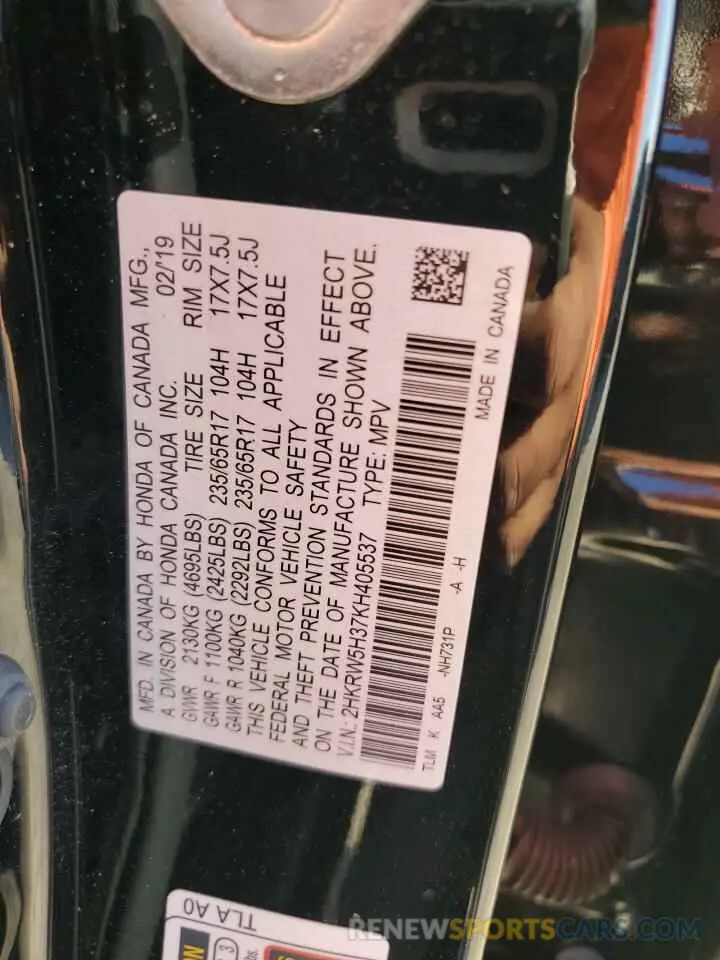 MFD. IN CANADA BY HONDA OF CANADA MFG.,
A DIVISION OF HONDA CANADA INC. 02/'19
GVWR 2130KG (4695LBS) TIRE SIZE RIM SIZE
GAWR F 1100KG (2425LBS) 235/65R17 104H 17X7.5J
GAWR R 1040KG (2292LBS) 235/65R17 104H 17X7.5J
THIS VEHICLE CONFORMS TO ALL APPLICABLE
FEDERAL MOTOR VEHICLE SAFETY
AND THEFT PREVENTION STANDARDS IN EFFECT
ON THE DATE OF MANUFACTURE SHOWN ABOVE.
V.I.N.: 2HKRW5H37KH405537 TYPE: MPV
TLM K AA5 -NH731P -A -H
MADE IN CANADA
TLA A0
RENEWSPORTSCARS.COM